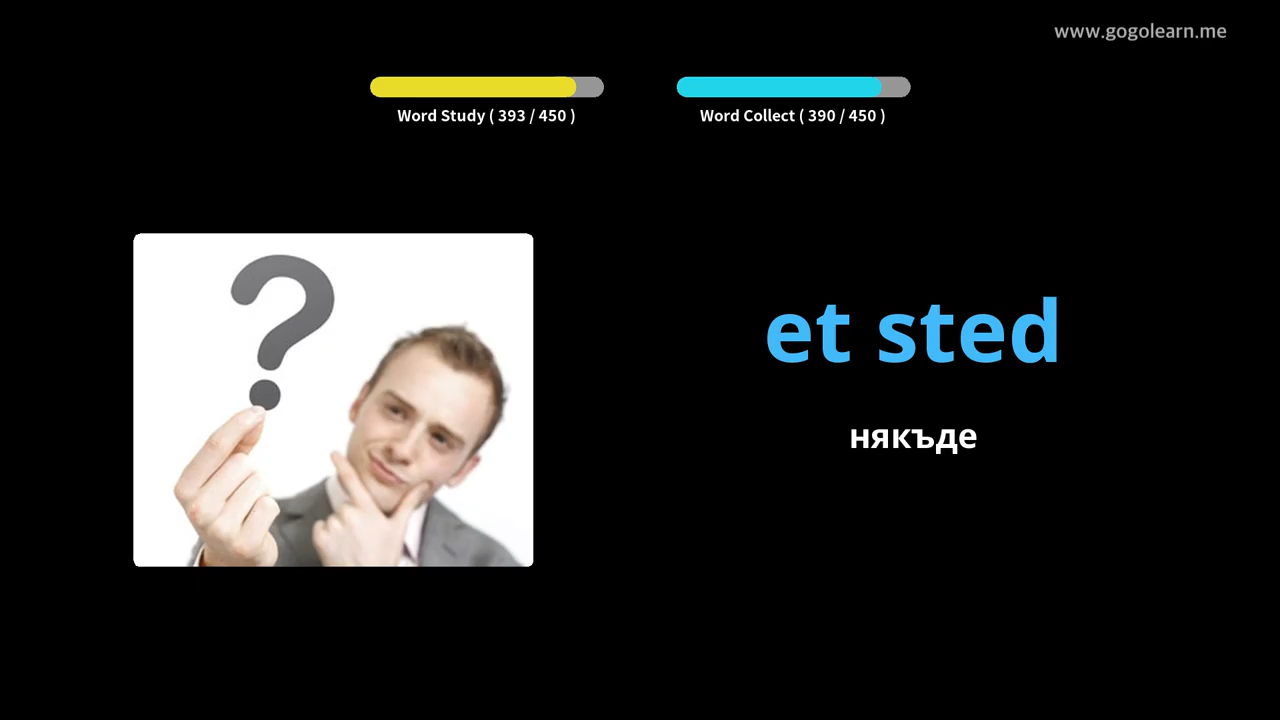 www.gogolearn.me
Word Study ( 393 / 450 )
Word Collect ( 390 / 450 )
?
et sted
някъде